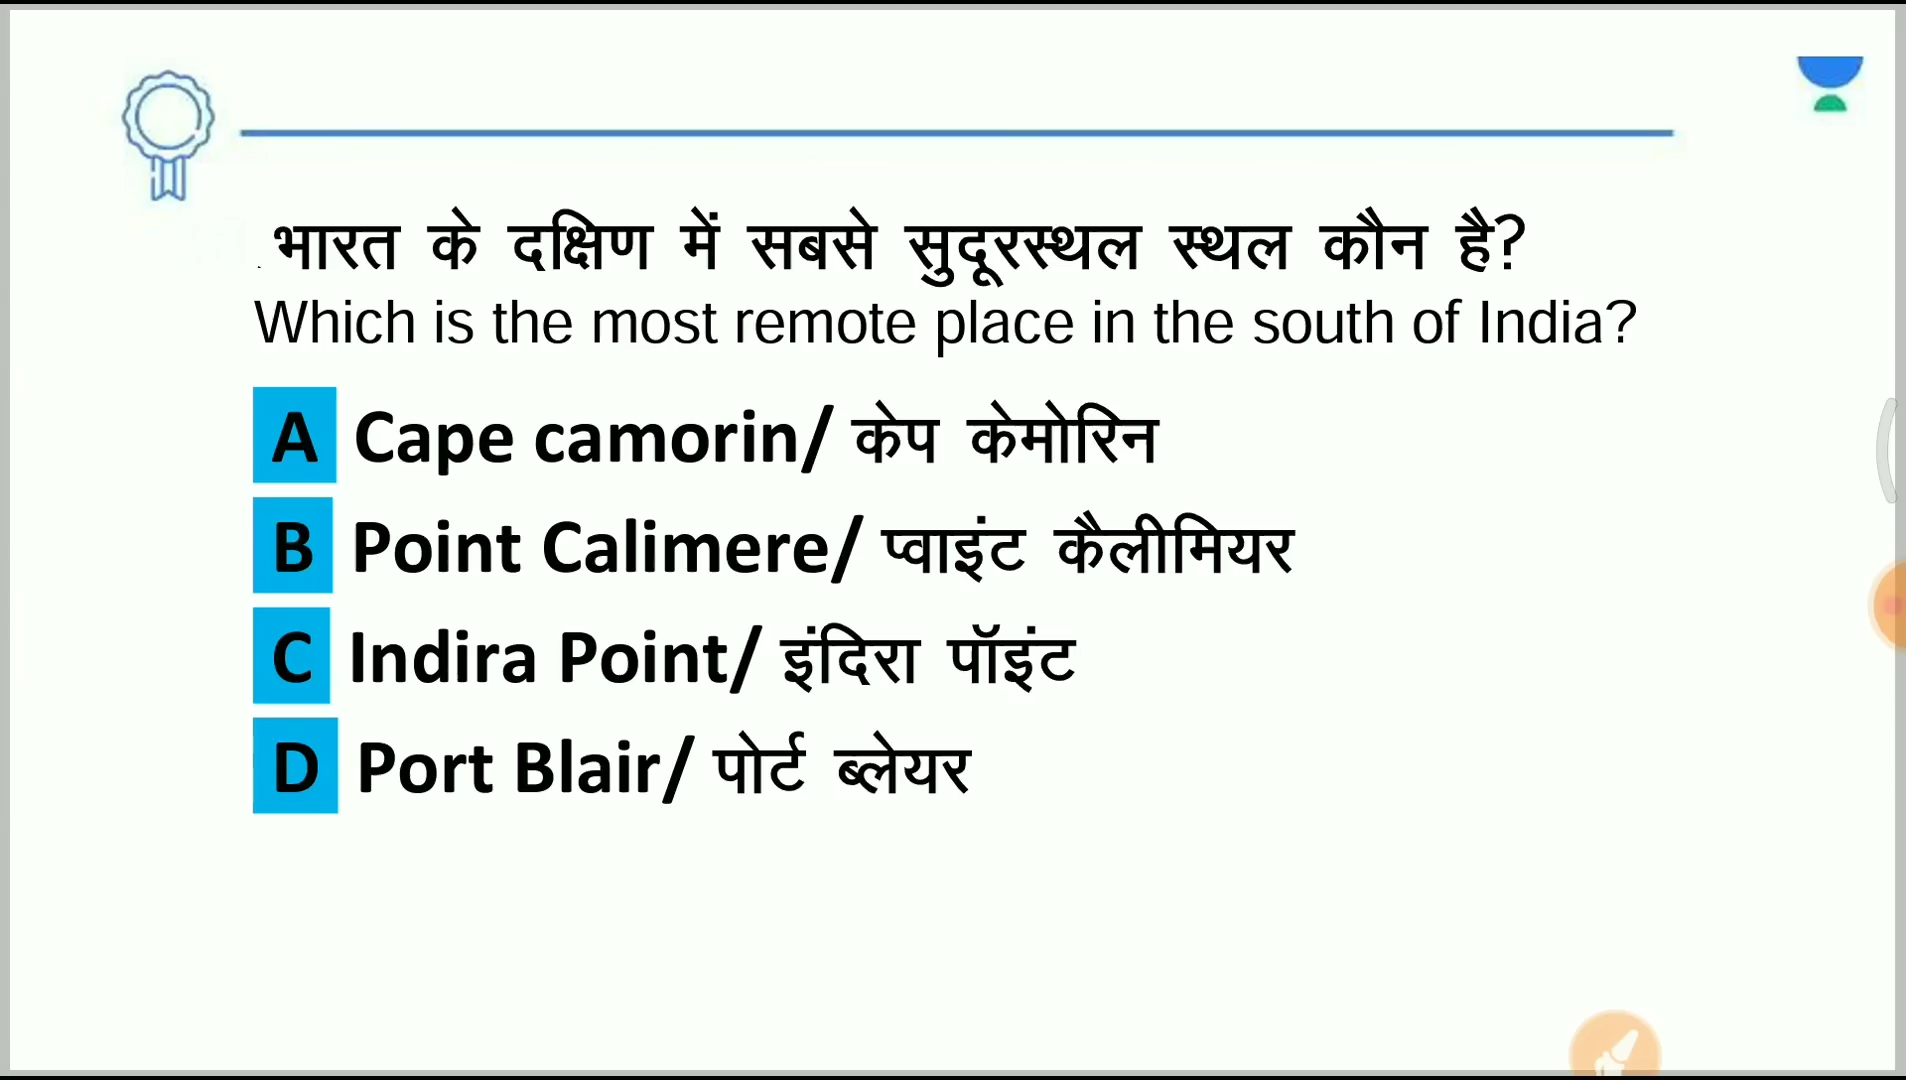 भारत के दक्षिण में सबसे सुदूरस्थल स्थल कौन है?
Which is the most remote place in the south of India?
A Cape camorin/ केप केमोरिन
B Point Calimere/ प्वाइंट कैलीमियर
C Indira Point/ इंदिरा पॉइंट
D Port Blair/ पोर्ट ब्लेयर